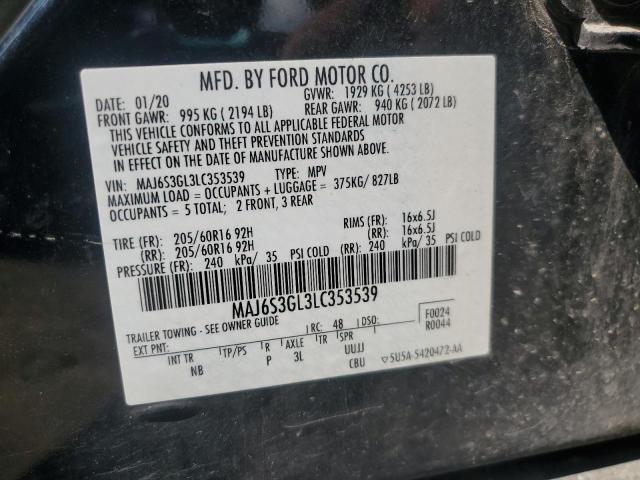 MFD. BY FORD MOTOR CO.
DATE: 01/20 GVWR: 1929 KG ( 4253 LB)
FRONT GAWR: 995 KG ( 2194 LB) REAR GAWR: 940 KG ( 2072 LB)
THIS VEHICLE CONFORMS TO ALL APPLICABLE FEDERAL MOTOR
VEHICLE SAFETY AND THEFT PREVENTION STANDARDS
IN EFFECT ON THE DATE OF MANUFACTURE SHOWN ABOVE.
VIN: MAJ6S3GL3LC353539 TYPE: MPV
MAXIMUM LOAD = OCCUPANTS + LUGGAGE = 375KG/ 827LB
OCCUPANTS = 5 TOTAL; 2 FRONT, 3 REAR
TIRE (FR): 205/60R16 92H RIMS (FR): 16x6.5J
(RR): 205/60R16 92H (RR): 16x6.5J
PRESSURE (FR): 240 kPa/ 35 PSI COLD (RR): 240 kPa/ 35 PSI COLD
MAJ6S3GL3LC353539
TRAILER TOWING - SEE OWNER GUIDE F0024
EXT PNT: RC: 48 DSO: R0044
INT TR TP/PS R AXLE TR SPR UUJJ
NB P 3L CBU 5U5A-5420472-AA